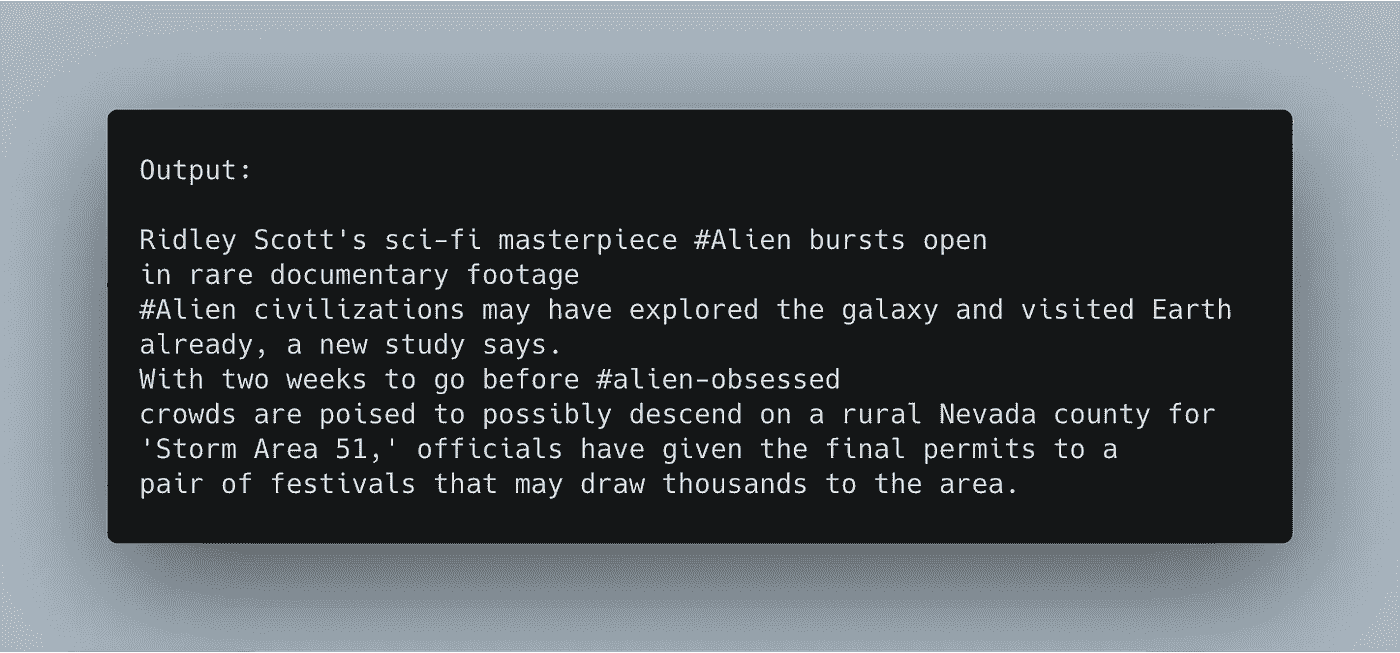 Output:
Ridley Scott's sci-fi masterpiece #Alien bursts open
in rare documentary footage
#Alien civilizations may have explored the galaxy and visited Earth
already, a new study says.
With two weeks to go before #alien-obsessed
crowds are poised to possibly descend on a rural Nevada county for
'Storm Area 51,' officials have given the final permits to a
pair of festivals that may draw thousands to the area.